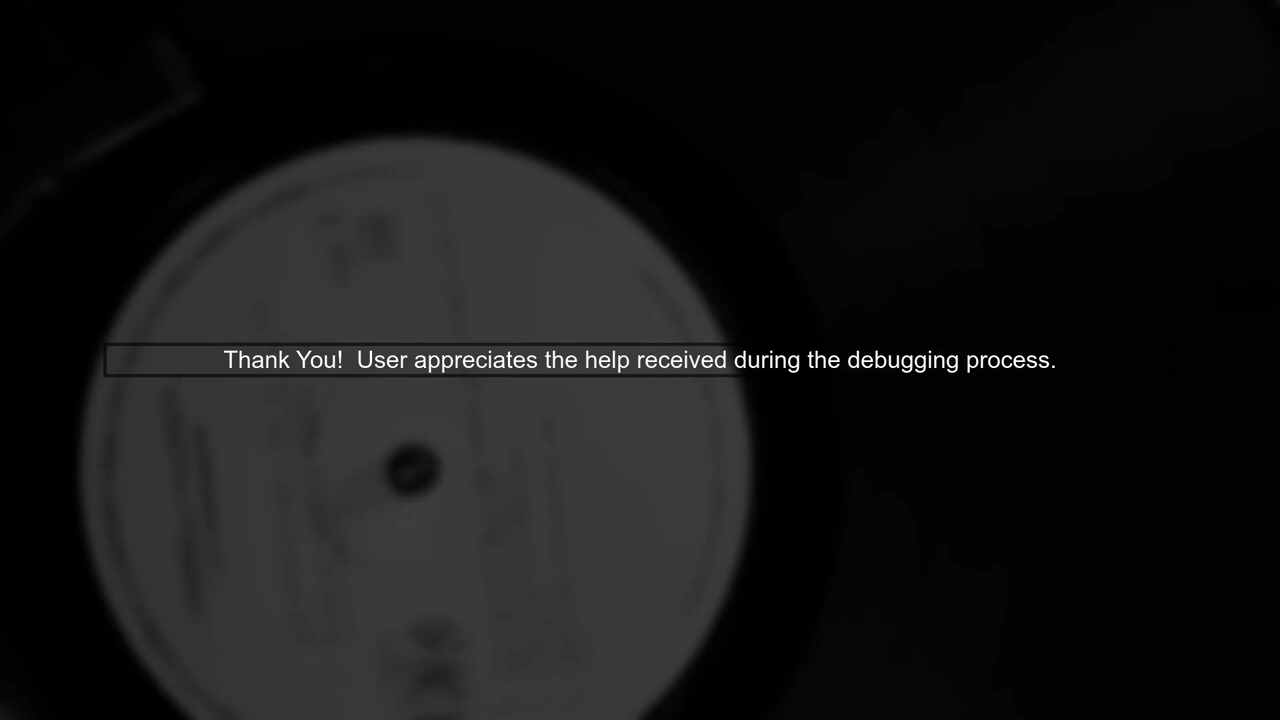 Thank You!  User appreciates the help received during the debugging process.